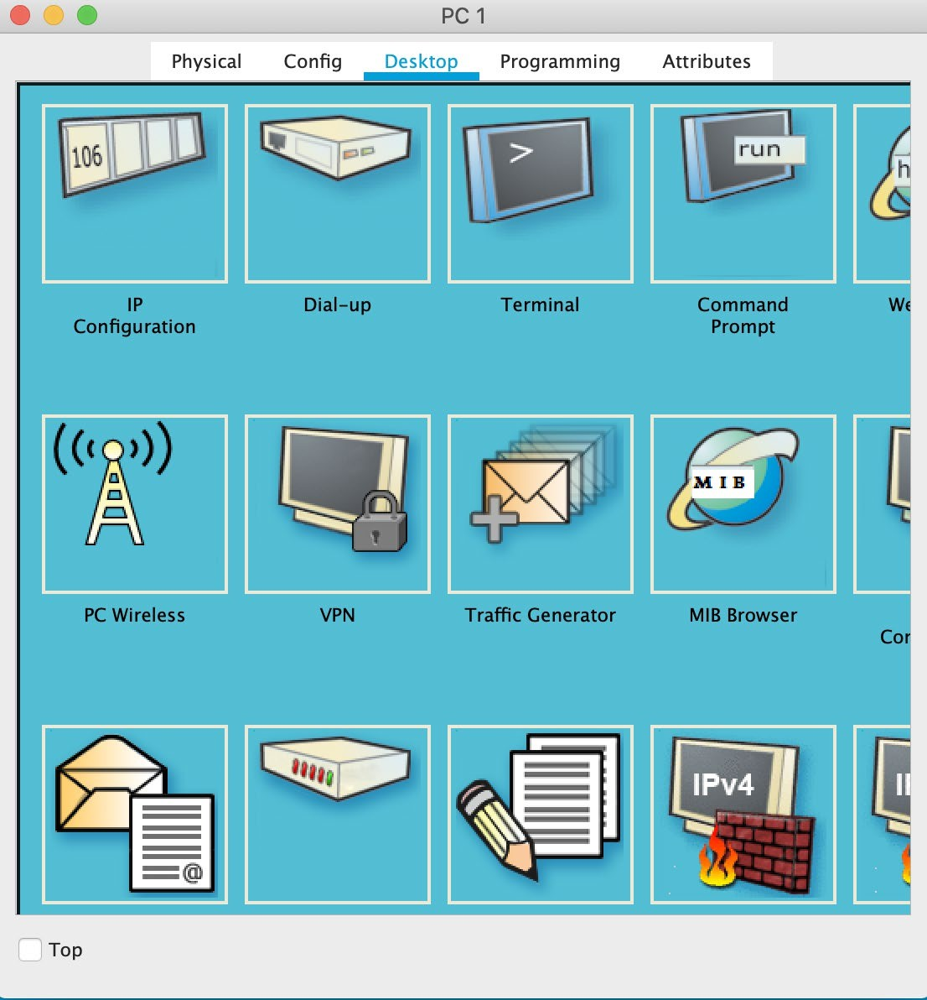 PC 1
Physical
Config
Desktop
Programming
Attributes
106
>
run
h
IP
Configuration
Dial-up
Terminal
Command
Prompt
We
MIB
PC Wireless
VPN
Traffic Generator
MIB Browser
Cor
@
IPv4
Top